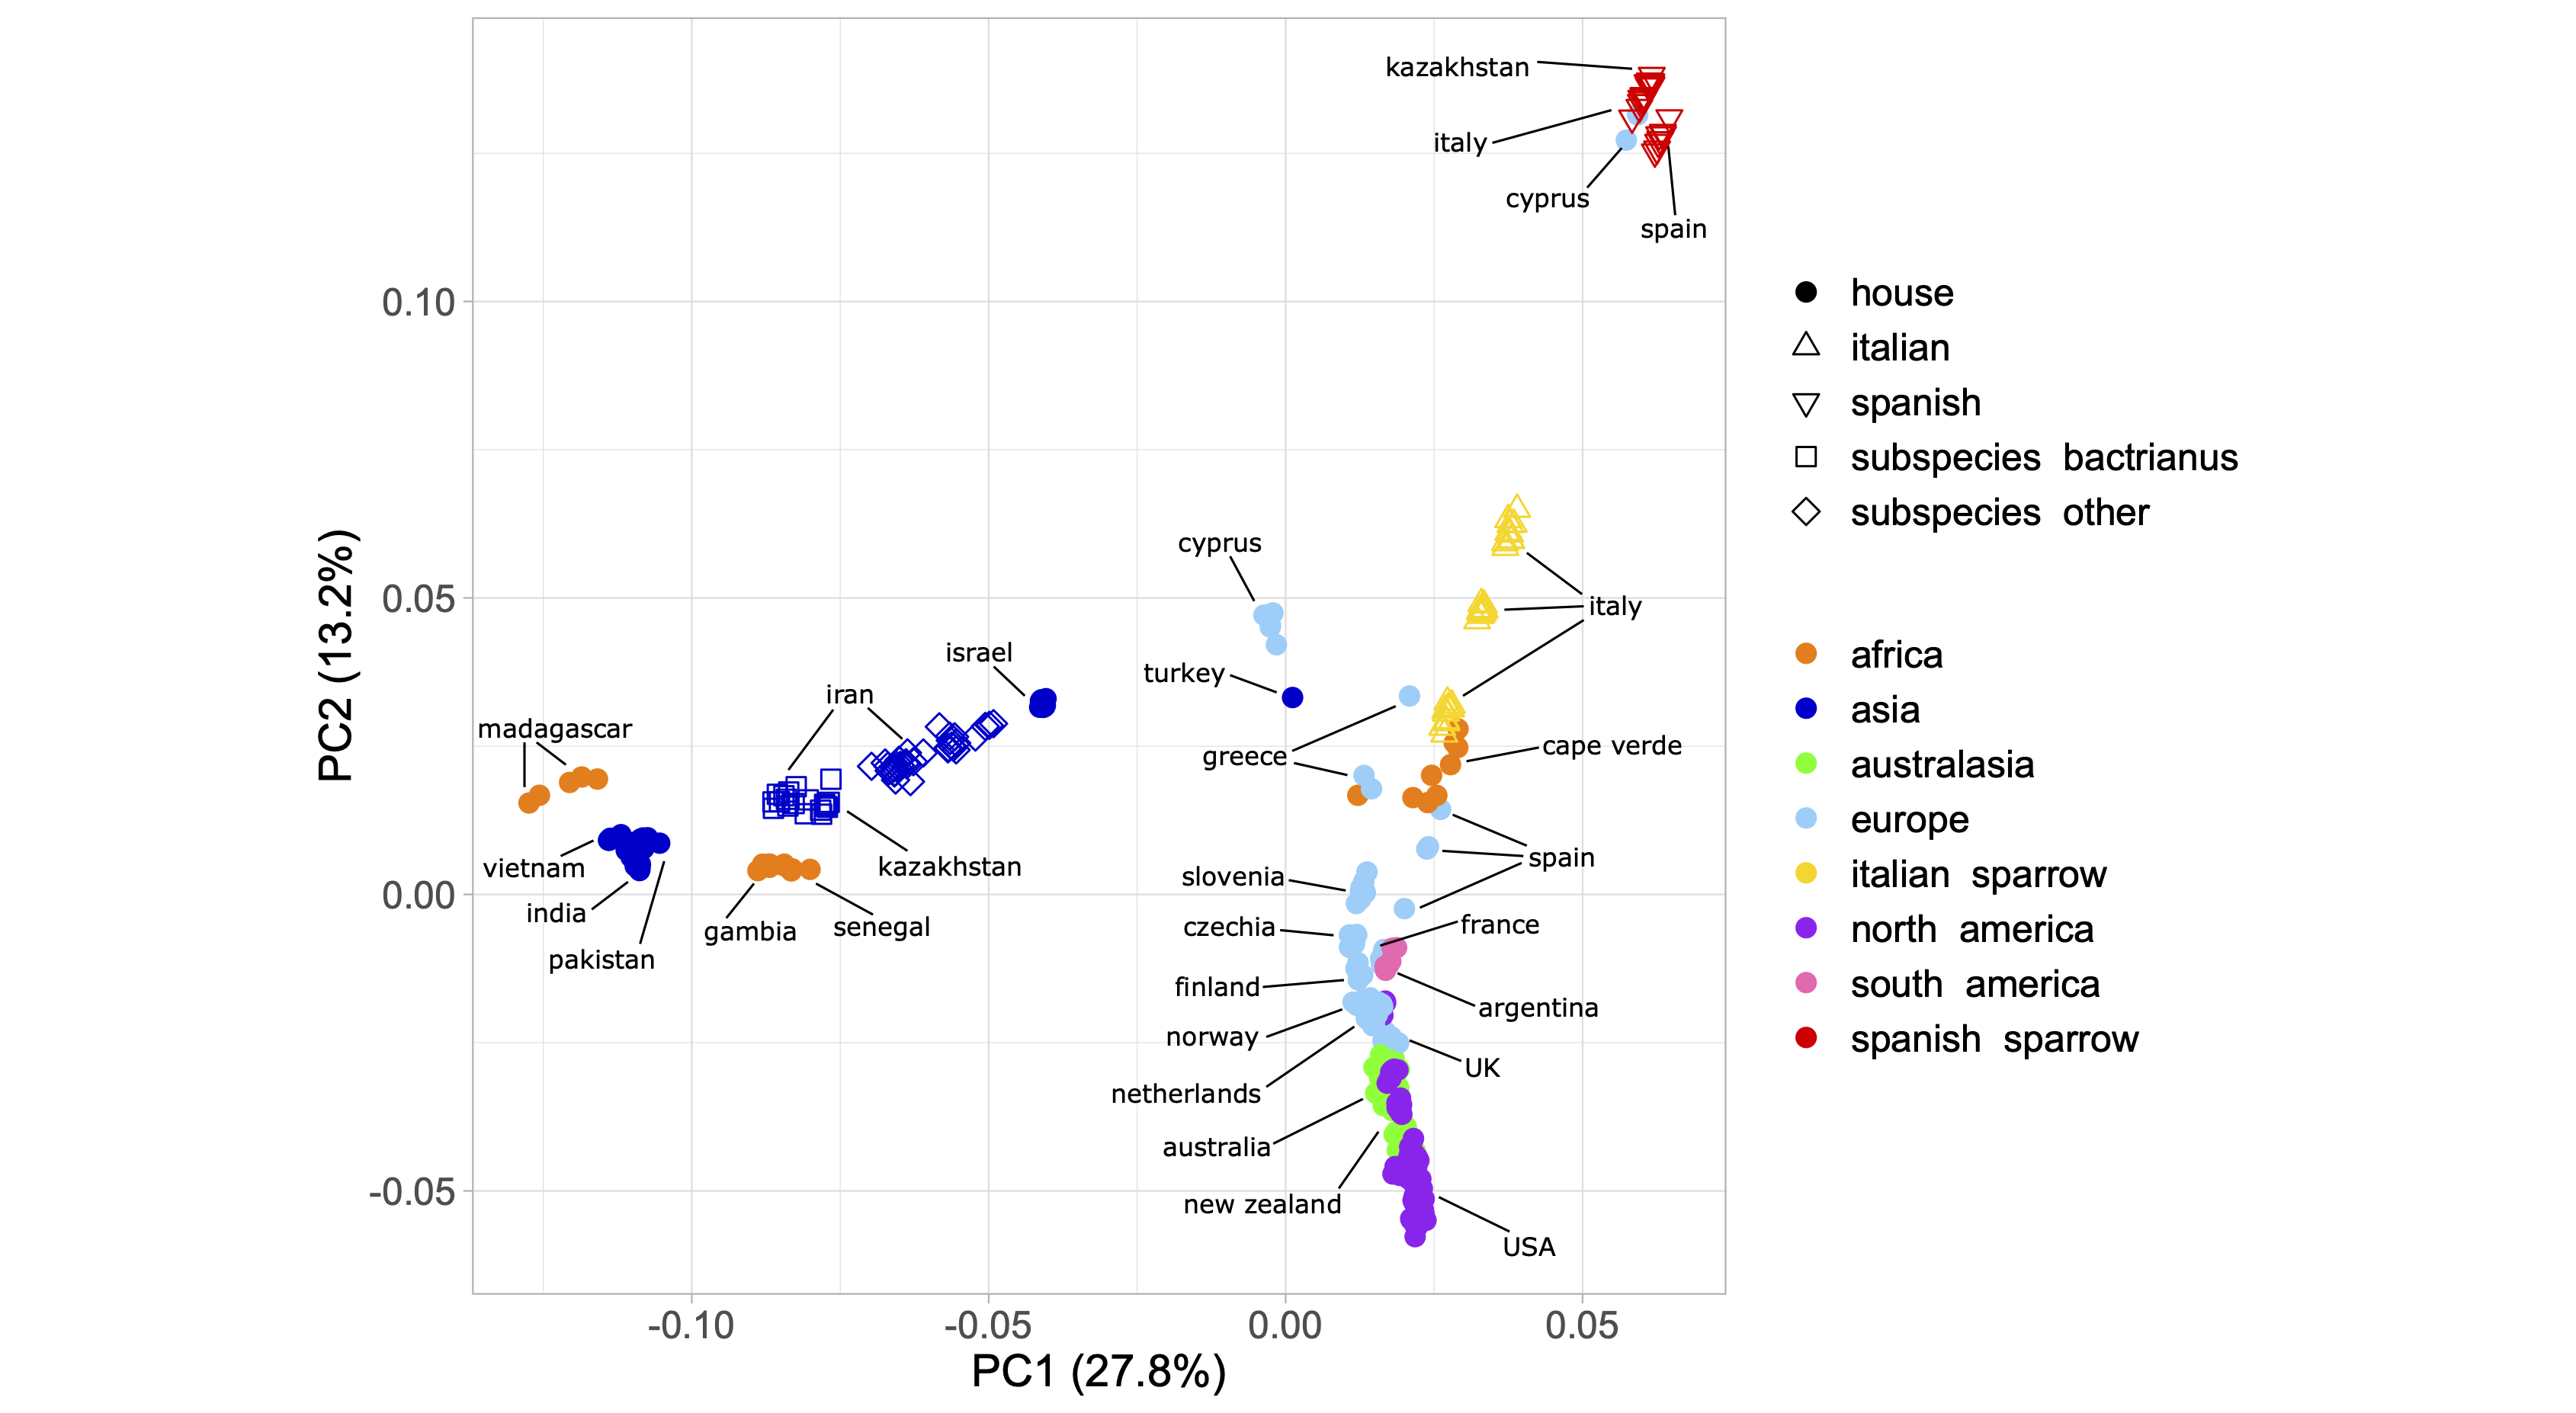 kazakhstan
italy
cyprus
spain
0.10
house
italian
spanish
subspecies bactrianus
subspecies other
cyprus
0.05
italy
israel
turkey
iran
madagascar
greece
cape verde
PC2 (13.2%)
africa
asia
australasia
europe
italian sparrow
north america
south america
spanish sparrow
vietnam
kazakhstan
spain
slovenia
0.00
india
gambia
senegal
czechia
france
pakistan
finland
argentina
norway
UK
netherlands
australia
-0.05
new zealand
USA
-0.10
-0.05
0.00
0.05
PC1 (27.8%)